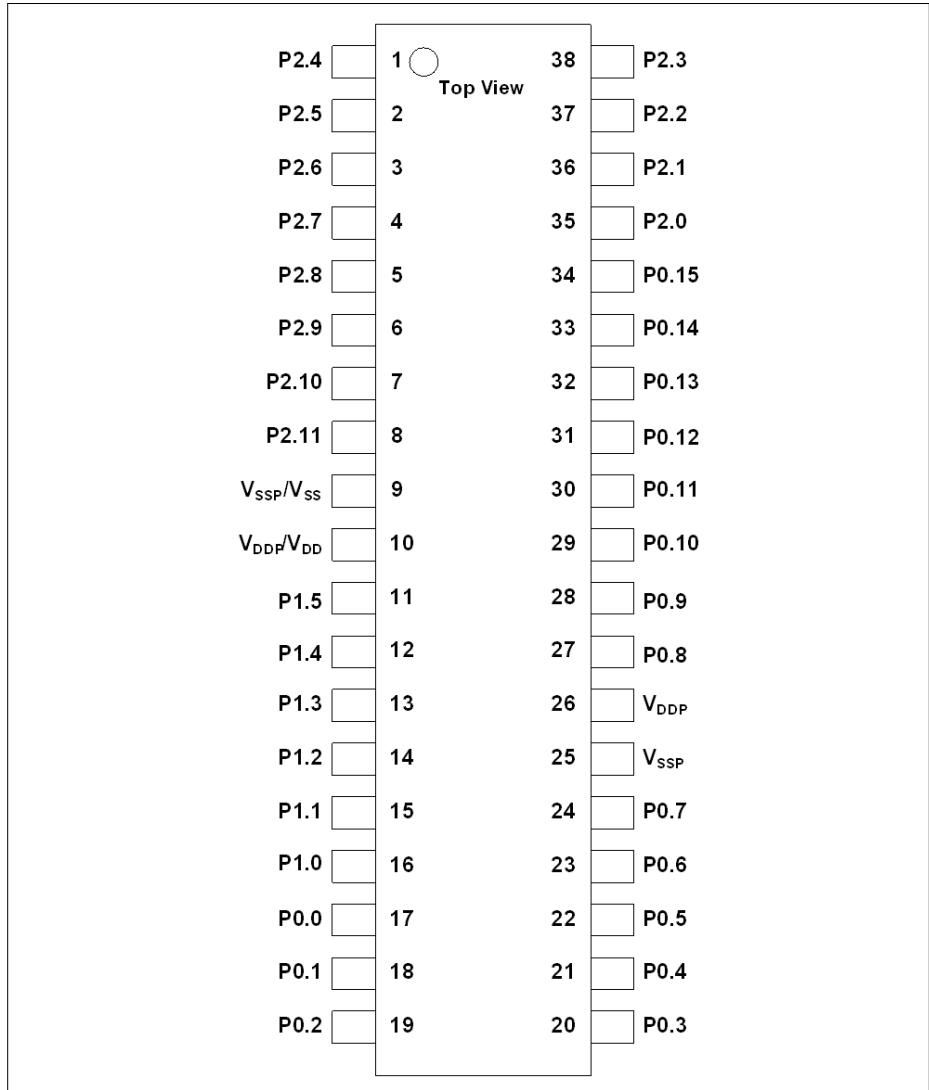 P2.4 1 38 P2.3
Top View
P2.5 2 37 P2.2
P2.6 3 36 P2.1
P2.7 4 35 P2.0
P2.8 5 34 P0.15
P2.9 6 33 P0.14
P2.10 7 32 P0.13
P2.11 8 31 P0.12
VSSP/VSS 9 30 P0.11
VDDP/VDD 10 29 P0.10
P1.5 11 28 P0.9
P1.4 12 27 P0.8
P1.3 13 26 VDDP
P1.2 14 25 VSSP
P1.1 15 24 P0.7
P1.0 16 23 P0.6
P0.0 17 22 P0.5
P0.1 18 21 P0.4
P0.2 19 20 P0.3